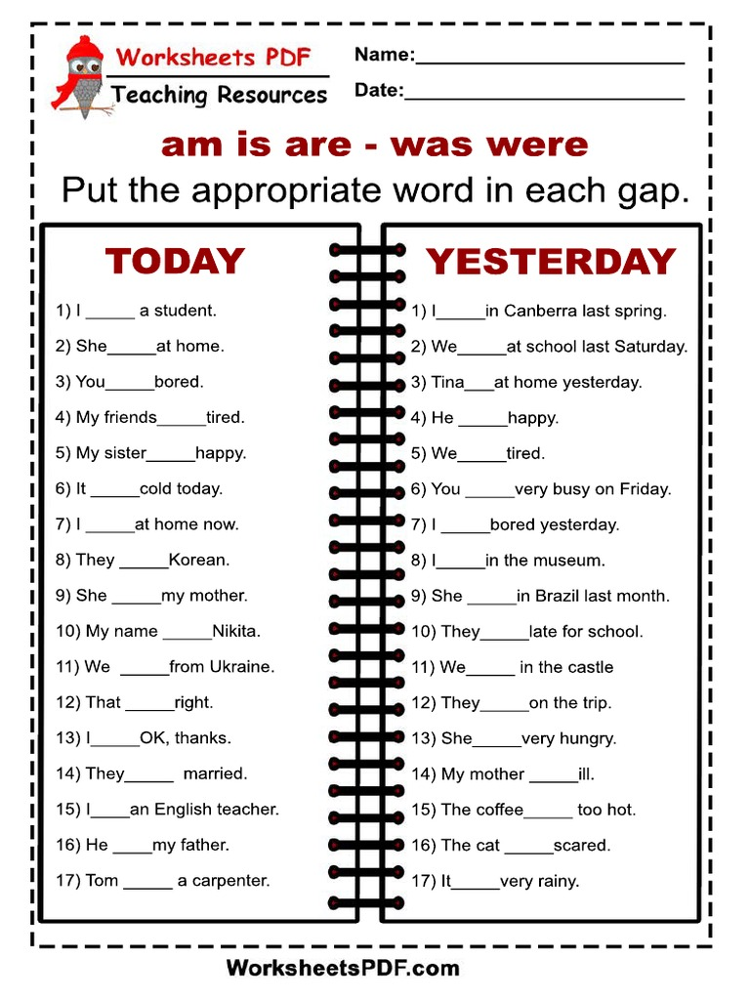 Worksheets PDF
Teaching Resources
Name:___________________________
Date:____________________________
am is are - was were
Put the appropriate word in each gap.
TODAY
1) I _____ a student.
2) She_____at home.
3) You_____bored.
4) My friends_____tired.
5) My sister_____happy.
6) It _____cold today.
7) I _____at home now.
8) They _____Korean.
9) She _____my mother.
10) My name _____Nikita.
11) We _____from Ukraine.
12) That _____right.
13) I_____OK, thanks.
14) They_____ married.
15) I____an English teacher.
16) He ____my father.
17) Tom _____ a carpenter.
YESTERDAY
1) I_____in Canberra last spring.
2) We_____at school last Saturday.
3) Tina___at home yesterday.
4) He _____happy.
5) We_____tired.
6) You _____very busy on Friday.
7) I _____bored yesterday.
8) I_____in the museum.
9) She _____in Brazil last month.
10) They_____late for school.
11) We_____ in the castle
12) They_____on the trip.
13) She_____very hungry.
14) My mother _____ill.
15) The coffee_____ too hot.
16) The cat _____scared.
17) It_____very rainy.
WorksheetsPDF.com